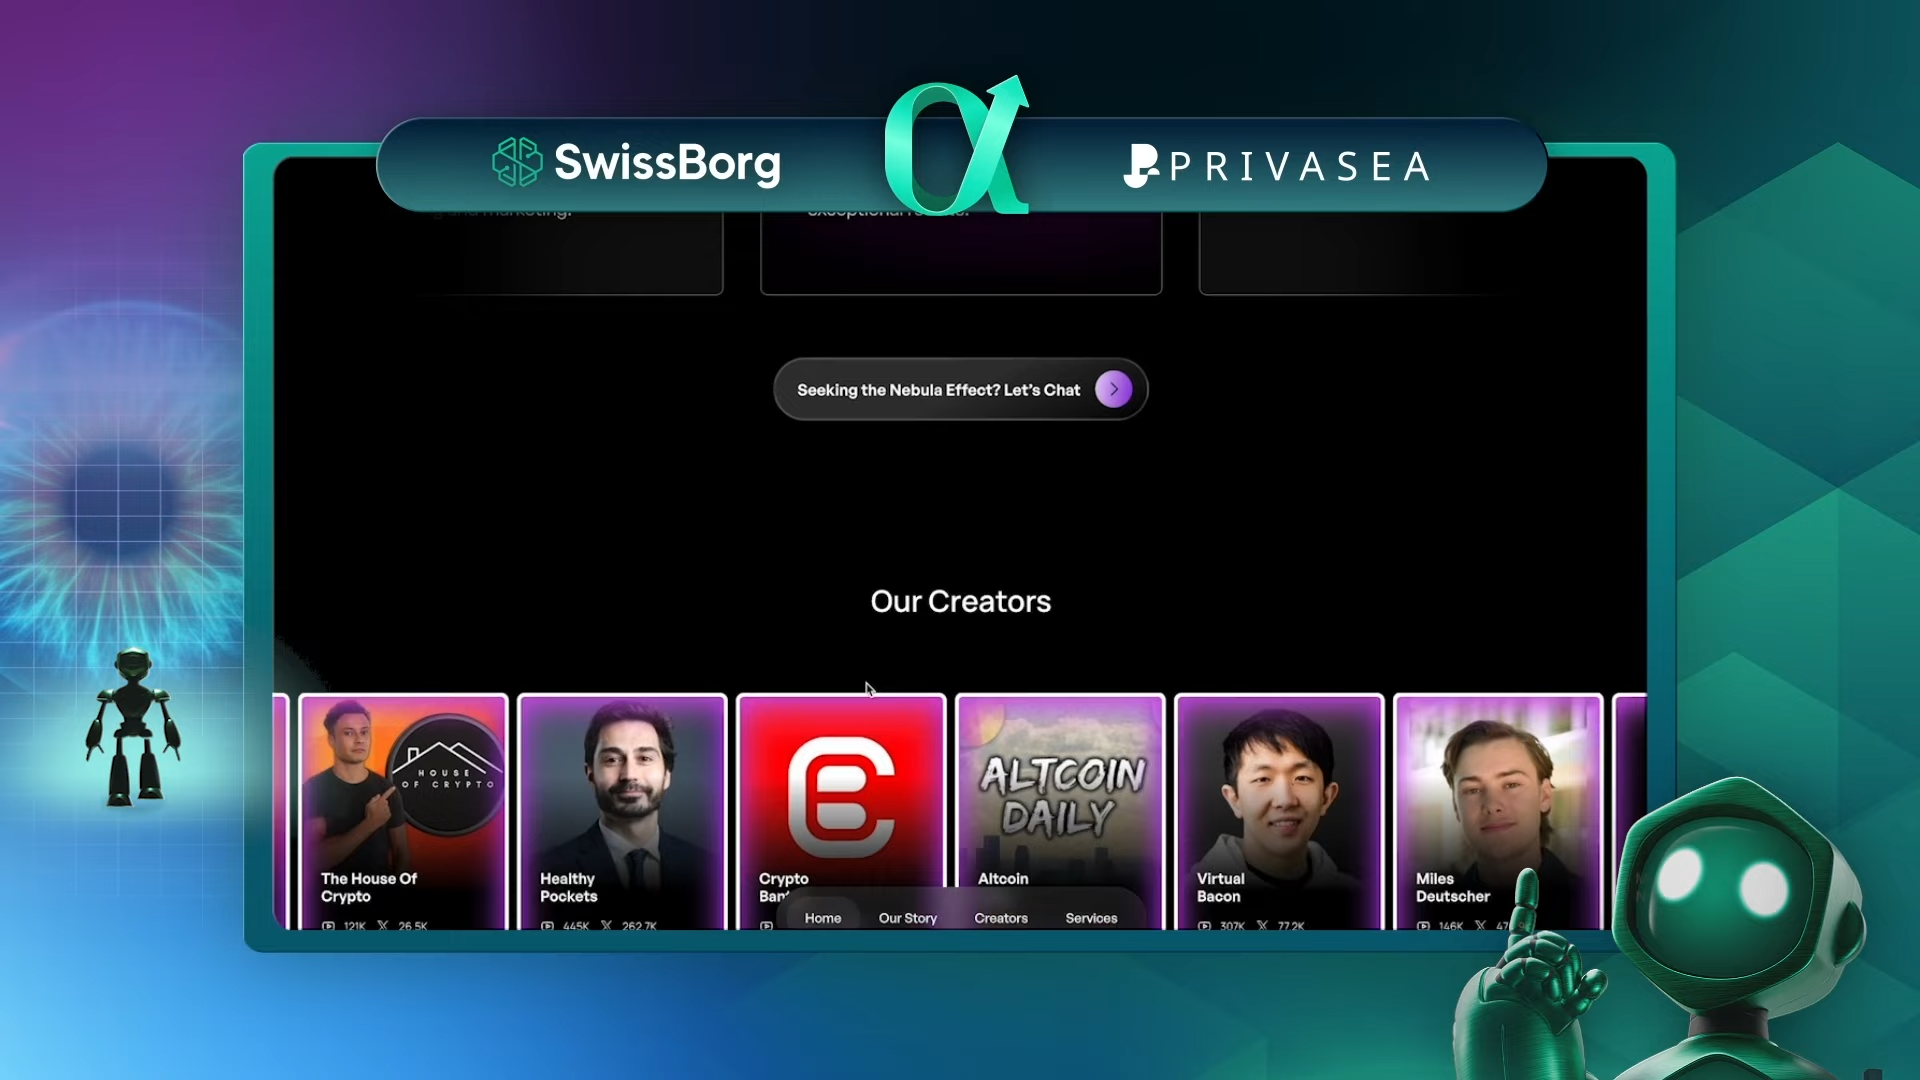 SwissBorg
PRIVASEA
and marketing.
Seeking the Nebula Effect? Let's Chat
Our Creators
HOUSE
OF CRYPTO
ALTCOIN
DAILY
The House Of
Crypto
Healthy
Pockets
Crypto
Altcoin
Virtual
Bacon
Miles
Deutscher
121K 26.5K
445K 262.7K
307K 77.2K
146K
Home Our Story Creators Services